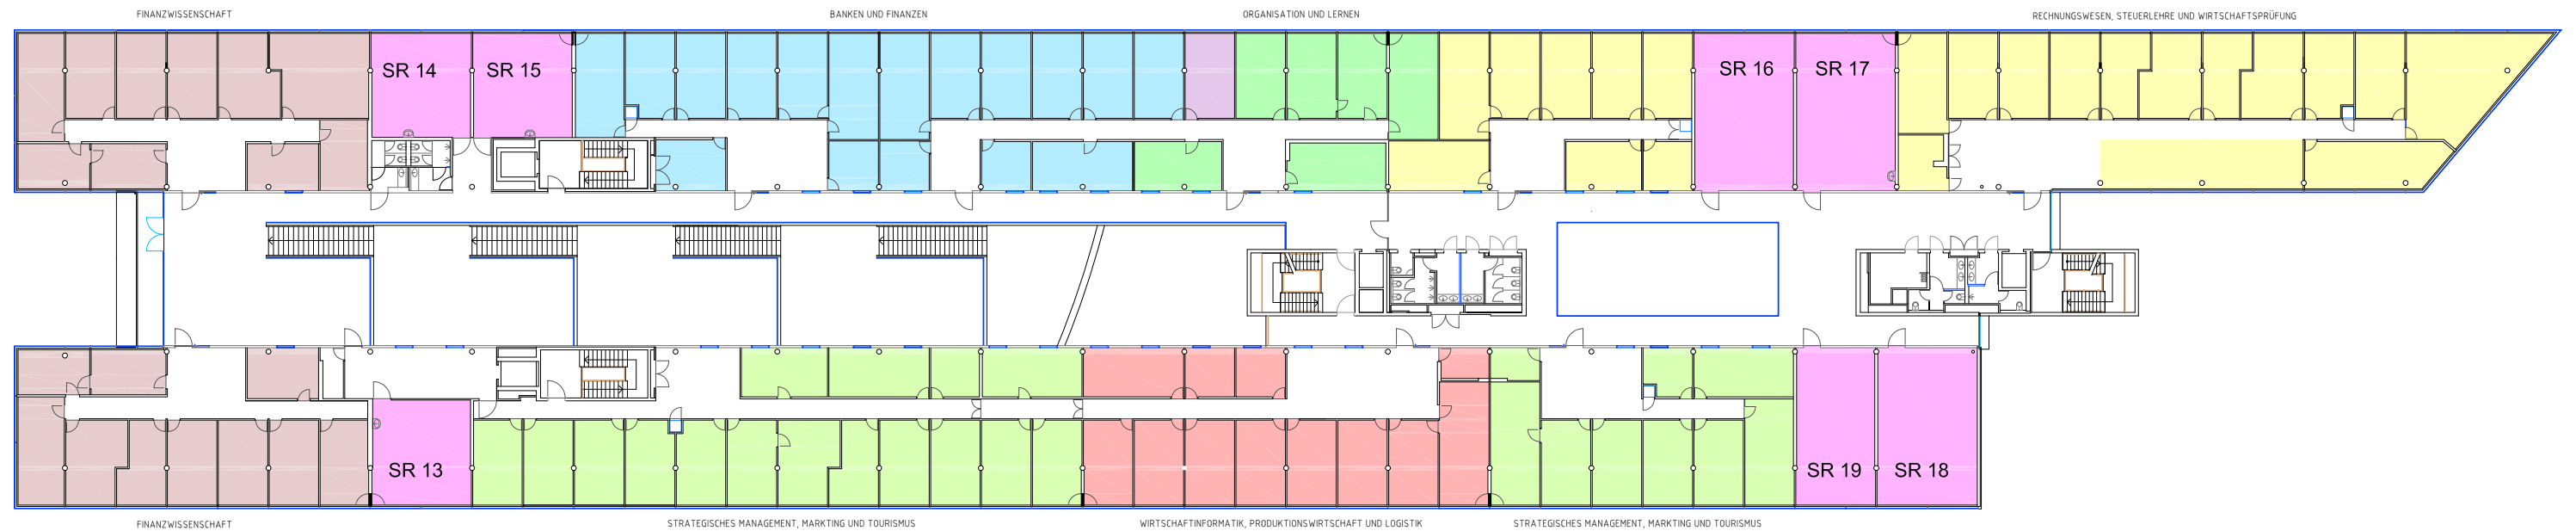 FINANZWISSENSCHAFT
BANKEN UND FINANZEN
ORGANISATION UND LERNEN
RECHNUNGSWESEN, STEUERLEHRE UND WIRTSCHAFTSPRÜFUNG
SR 14
SR 15
SR 16
SR 17
SR 13
SR 19
SR 18
FINANZWISSENSCHAFT
STRATEGISCHES MANAGEMENT, MARKTING UND TOURISMUS
WIRTSCHAFTINFORMATIK, PRODUKTIONSWIRTSCHAFT UND LOGISTIK
STRATEGISCHES MANAGEMENT, MARKTING UND TOURISMUS